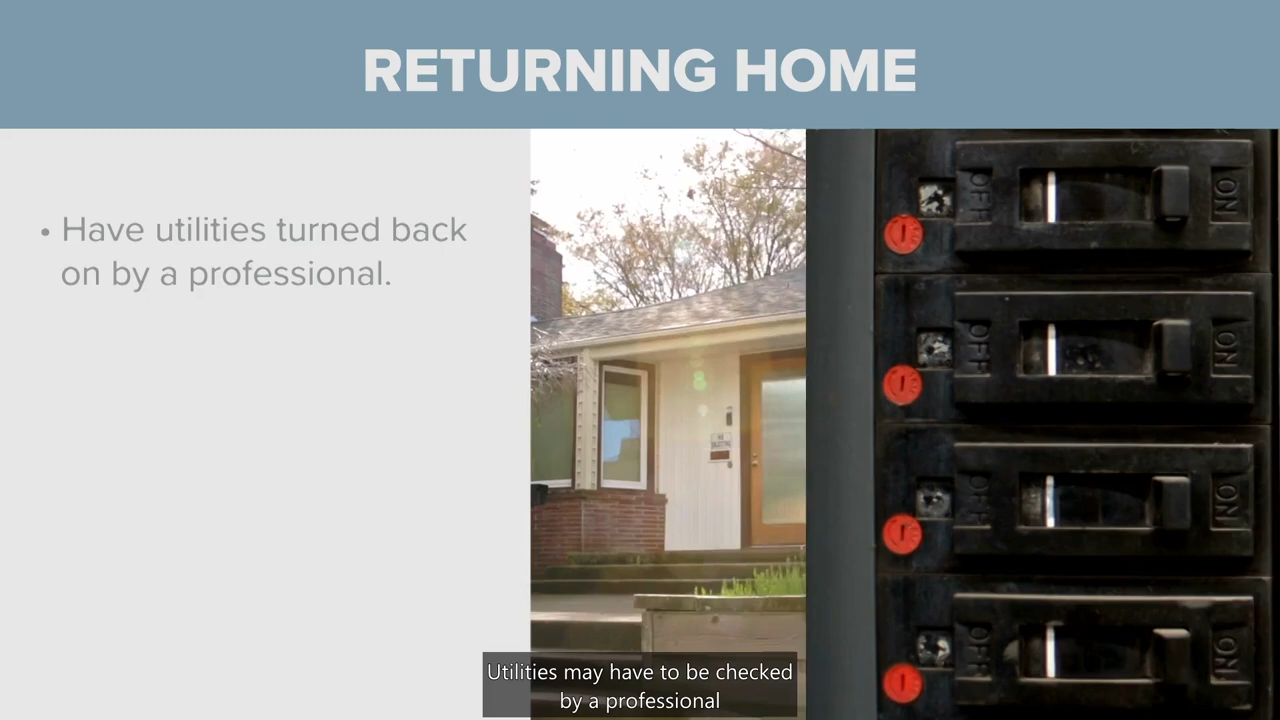 RETURNING HOME
• Have utilities turned back
on by a professional.
OFF
ON
OFF
ON
OFF
ON
OFF
ON
Utilities may have to be checked
by a professional